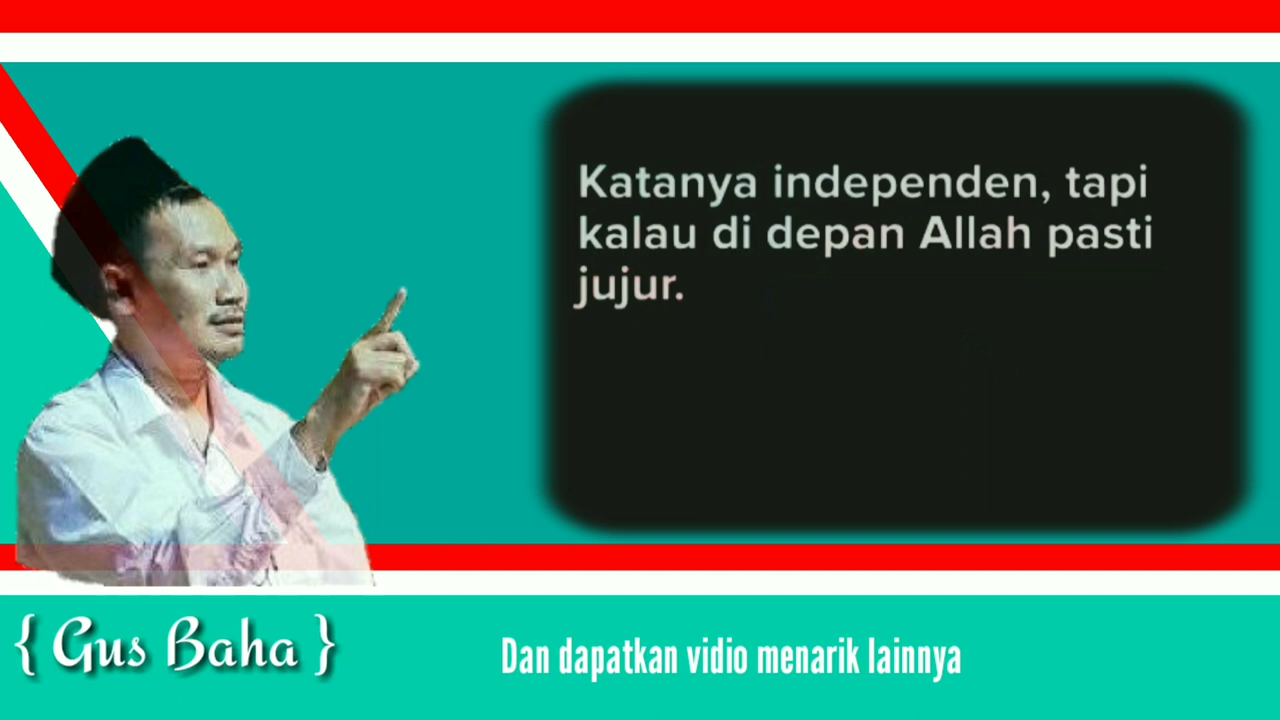 Katanya independen, tapi
kalau di depan Allah pasti
jujur.
{ Gus Baha }
Dan dapatkan vidio menarik lainnya